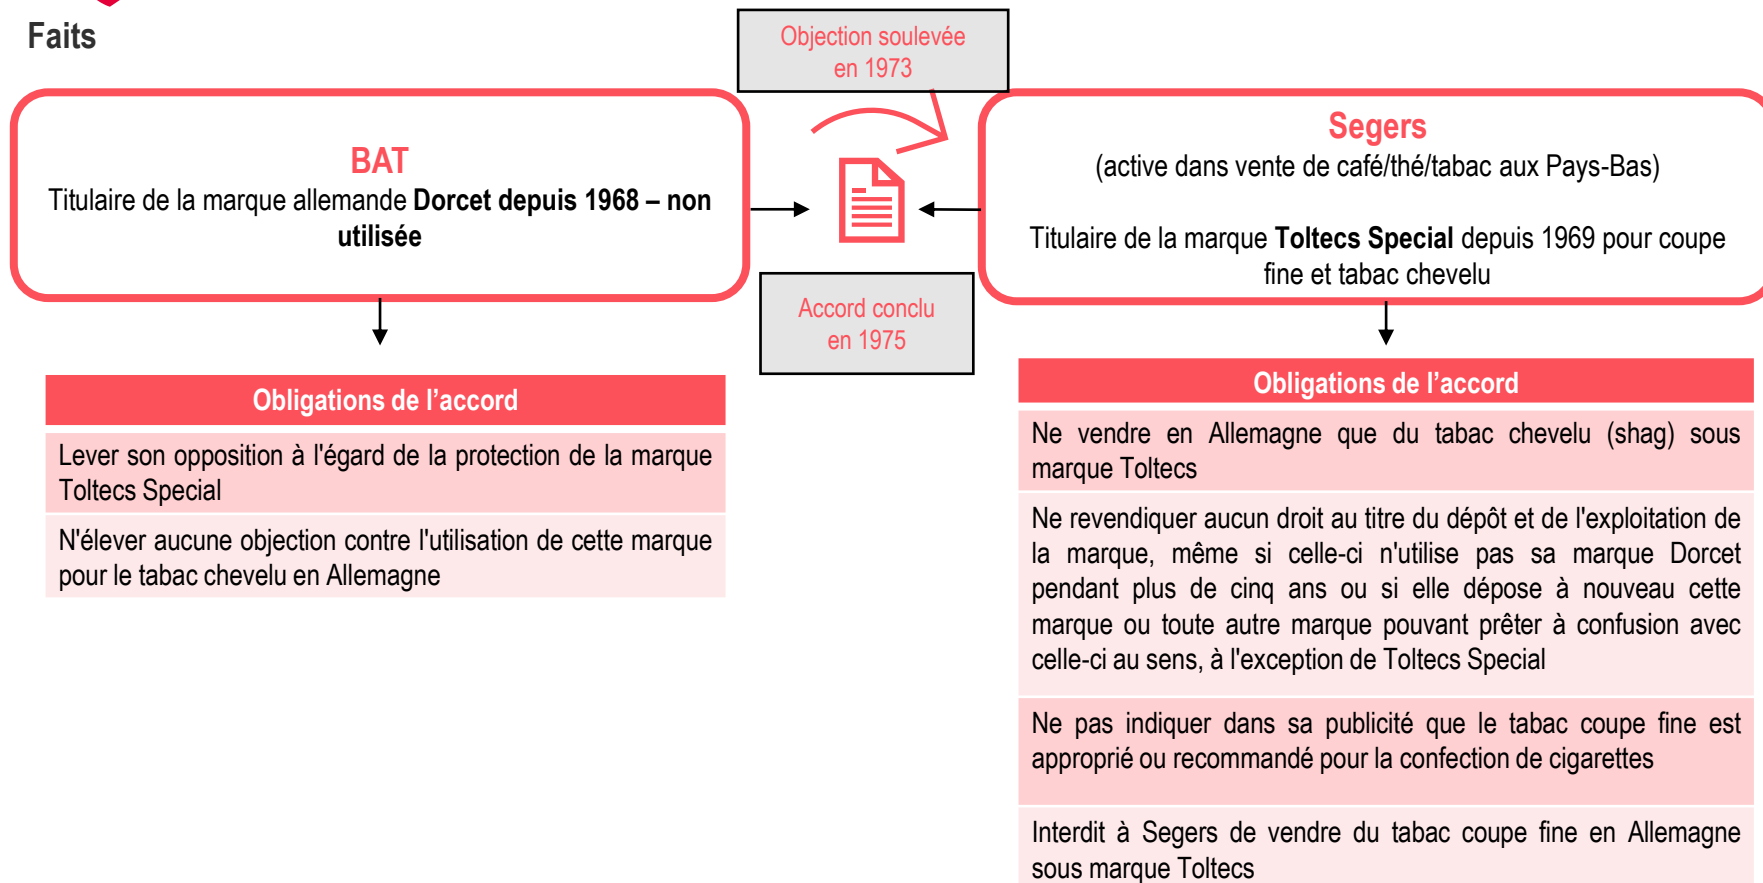 Faits
Objection soulevée
en 1973
BAT
Titulaire de la marque allemande Dorcet depuis 1968 – non
utilisée
Segers
(active dans vente de café/thé/tabac aux Pays-Bas)
Titulaire de la marque Toltecs Special depuis 1969 pour coupe
fine et tabac chevelu
Accord conclu
en 1975
Obligations de l'accord
Lever son opposition à l'égard de la protection de la marque
Toltecs Special
N'élever aucune objection contre l'utilisation de cette marque
pour le tabac chevelu en Allemagne
Obligations de l'accord
Ne vendre en Allemagne que du tabac chevelu (shag) sous
marque Toltecs
Ne revendiquer aucun droit au titre du dépôt et de l'exploitation de
la marque, même si celle-ci n'utilise pas sa marque Dorcet
pendant plus de cinq ans ou si elle dépose à nouveau cette
marque ou toute autre marque pouvant prêter à confusion avec
celle-ci au sens, à l'exception de Toltecs Special
Ne pas indiquer dans sa publicité que le tabac coupe fine est
approprié ou recommandé pour la confection de cigarettes
Interdit à Segers de vendre du tabac coupe fine en Allemagne
sous marque Toltecs